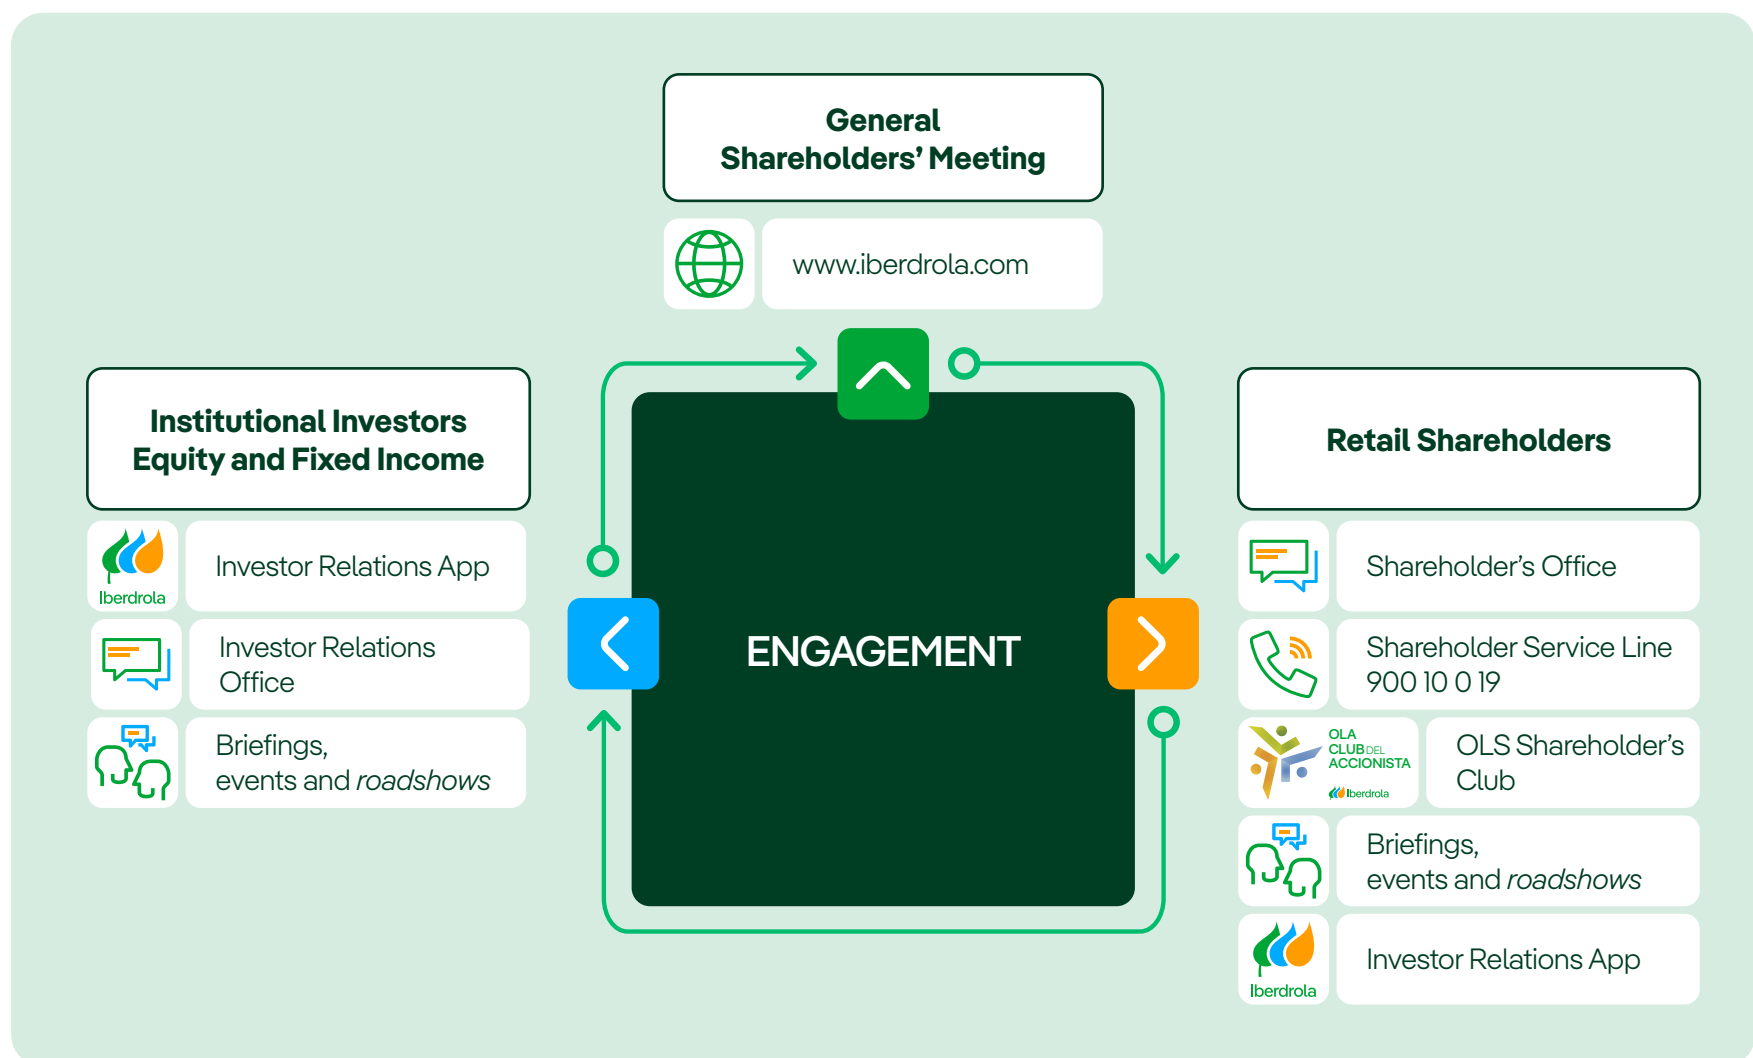 General
Shareholders’ Meeting
www.iberdrola.com
Institutional Investors
Equity and Fixed Income
Iberdrola
Investor Relations App
Investor Relations
Office
Briefings,
events and roadshows
ENGAGEMENT
Retail Shareholders
Shareholder’s Office
Shareholder Service Line
900 10 0 19
OLA
CLUB DEL
ACCIONISTA
Iberdrola
OLS Shareholder’s
Club
Briefings,
events and roadshows
Iberdrola
Investor Relations App